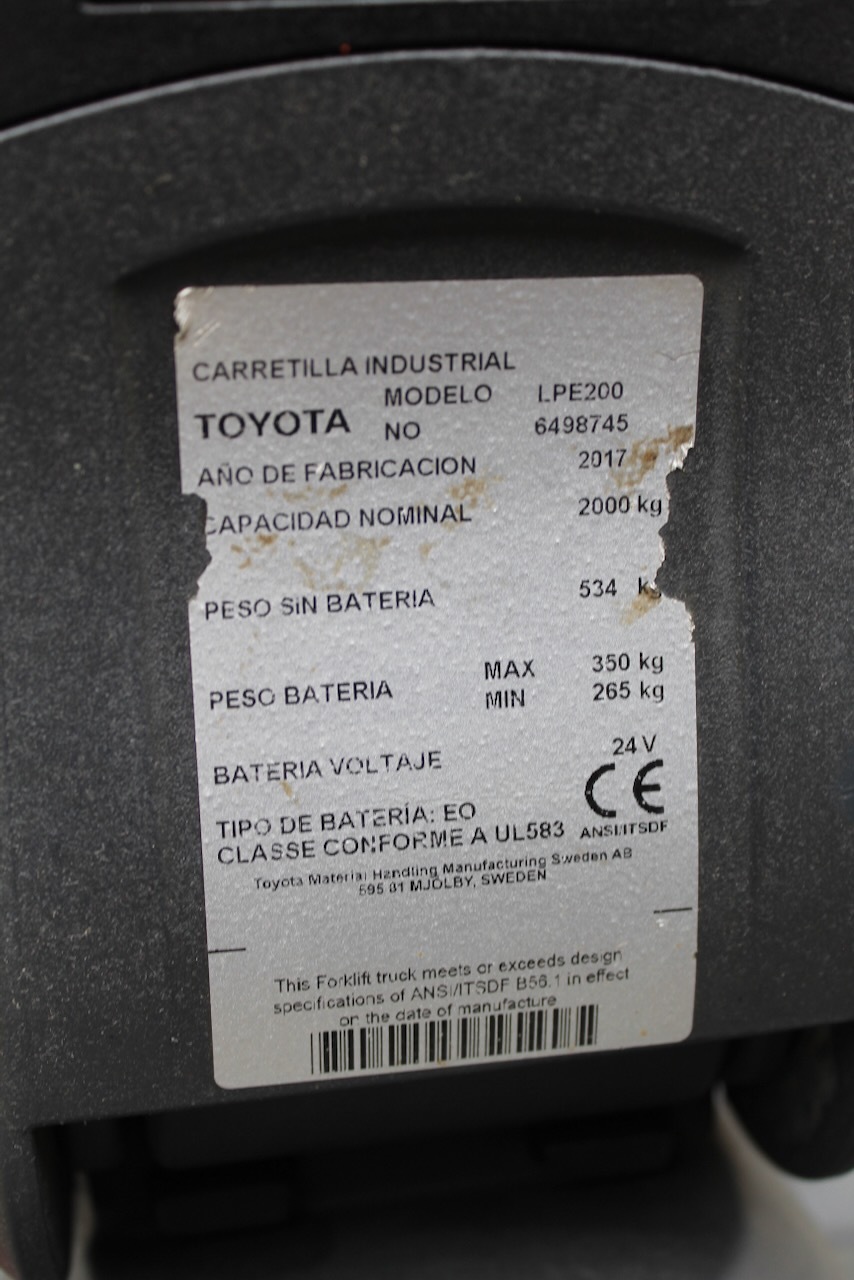 CARRETILLA INDUSTRIAL
MODELO LPE200
TOYOTA NO 6498745
AÑO DE FABRICACION 2017
CAPACIDAD NOMINAL 2000 kg
PESO SIN BATERIA 534 kg
PESO BATERIA MAX 350 kg
MIN 265 kg
BATERIA VOLTAJE 24 V
CE
TIPO DE BATERÍA: EO
CLASSE CONFORME A UL583 ANSI/ITSDF
Toyota Material Handling Manufacturing Sweden AB
595 81 MJÖLBY, SWEDEN
This Forklift truck meets or exceeds design
specifications of ANSI/ITSDF B56.1 in effect
on the date of manufacture